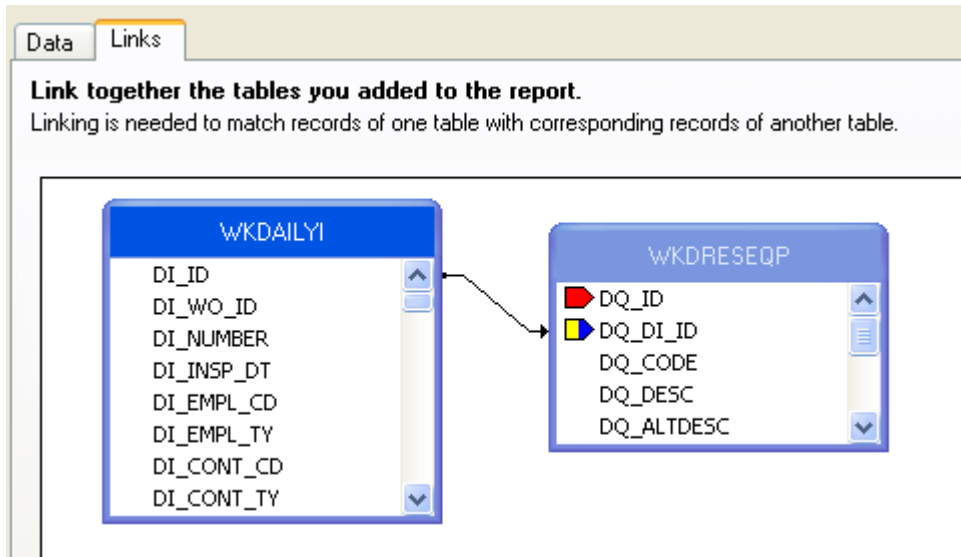 Data
Links
Link together the tables you added to the report.
Linking is needed to match records of one table with corresponding records of another table.
WKDAILYI
DI_ID
DI_WO_ID
DI_NUMBER
DI_INSP_DT
DI_EMPL_CD
DI_EMPL_TY
DI_CONT_CD
DI_CONT_TY
WKDRESEQP
DQ_ID
DQ_DI_ID
DQ_CODE
DQ_DESC
DQ_ALTDESC